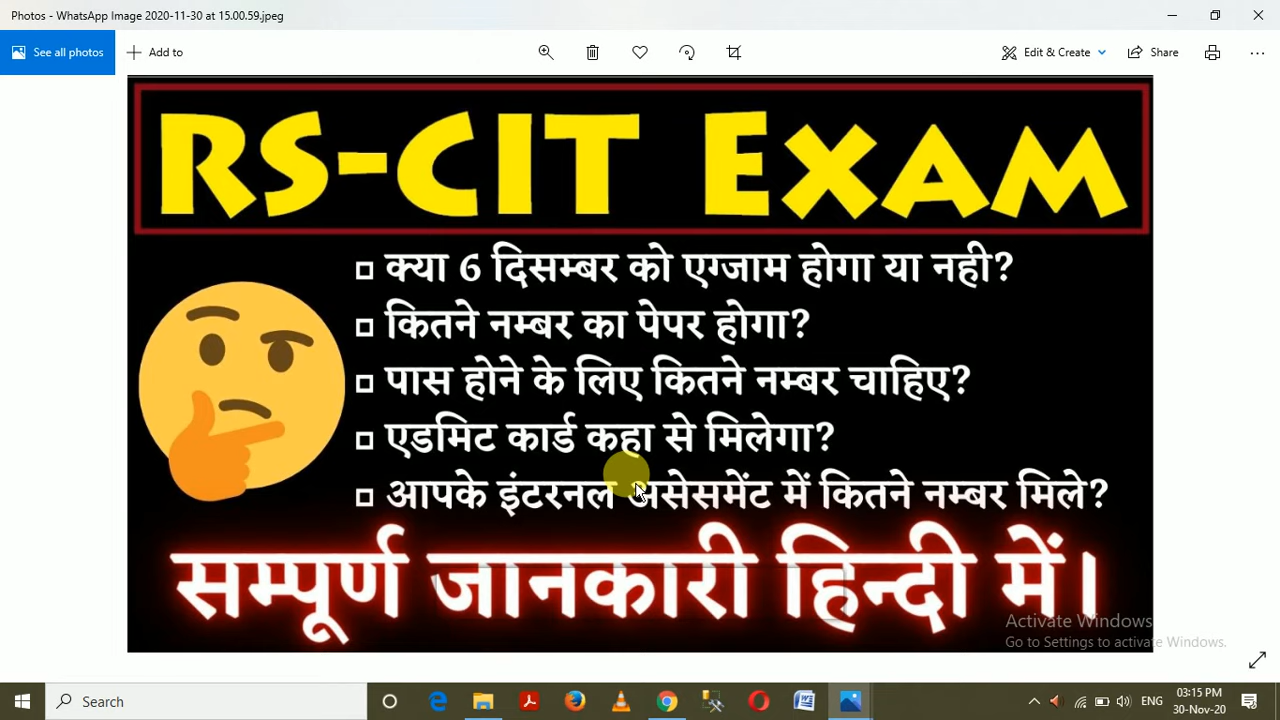 Photos - WhatsApp Image 2020-11-30 at 15.00.59.jpeg
See all photos
Add to
Edit & Create
Share
RS-CIT EXAM
क्या 6 दिसम्बर को एग्जाम होगा या नही?
कितने नम्बर का पेपर होगा?
पास होने के लिए कितने नम्बर चाहिए?
एडमिट कार्ड कहा से मिलेगा?
आपके इंटरनल असेसमेंट में कितने नम्बर मिले?
सम्पूर्ण जानकारी हिन्दी में।
Activate Windows
Go to Settings to activate Windows.
Search
ENG
03:15 PM
30-Nov-20